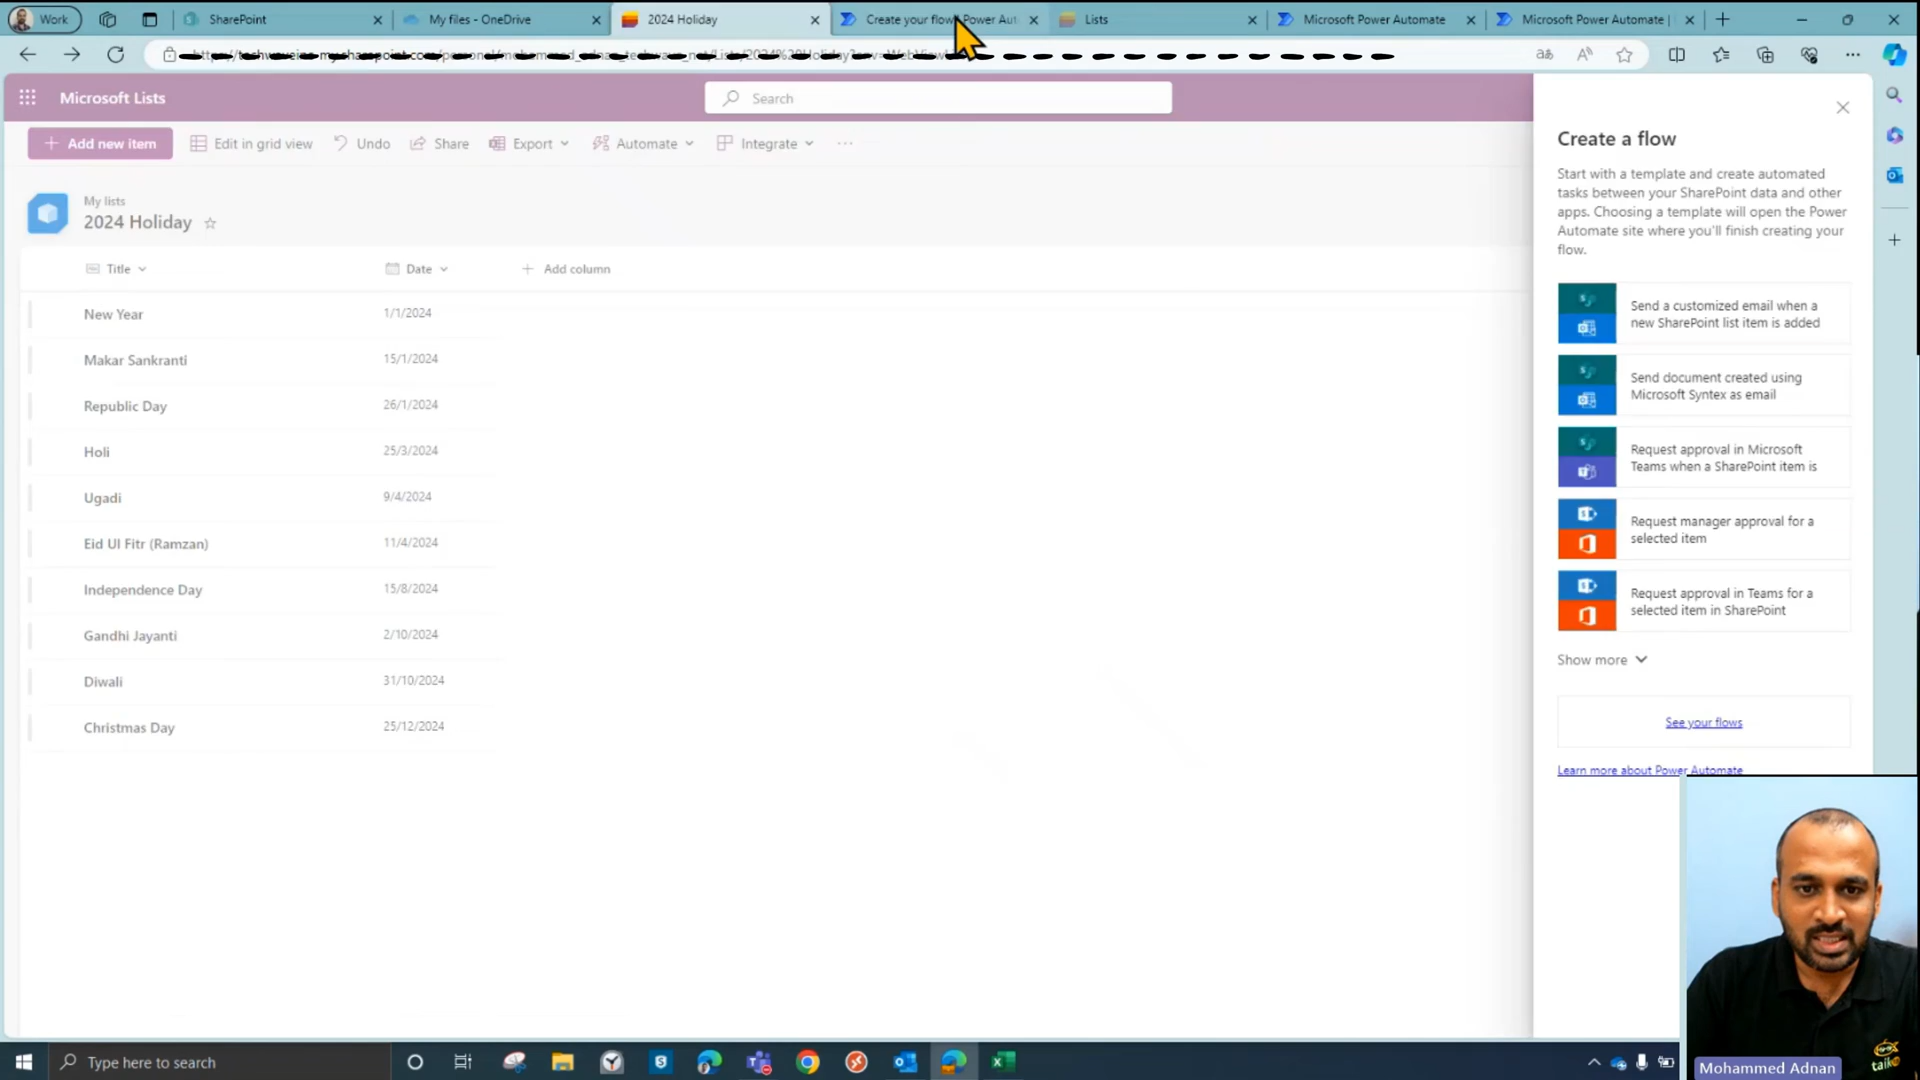 Work
SharePoint
My files - OneDrive
2024 Holiday
Create your flow | Power Aut
Lists
Microsoft Power Automate
Microsoft Power Automate |
Microsoft Lists
Search
Add new item
Edit in grid view
Undo
Share
Export
Automate
Integrate
My lists
2024 Holiday
Title
Date
Add column
New Year
1/1/2024
Makar Sankranti
15/1/2024
Republic Day
26/1/2024
Holi
25/3/2024
Ugadi
9/4/2024
Eid Ul Fitr (Ramzan)
11/4/2024
Independence Day
15/8/2024
Gandhi Jayanti
2/10/2024
Diwali
31/10/2024
Christmas Day
25/12/2024
Create a flow
Start with a template and create automated
tasks between your SharePoint data and other
apps. Choosing a template will open the Power
Automate site where you'll finish creating your
flow.
Send a customized email when a
new SharePoint list item is added
Send document created using
Microsoft Syntex as email
Request approval in Microsoft
Teams when a SharePoint item is
Request manager approval for a
selected item
Request approval in Teams for a
selected item in SharePoint
Show more
See your flows
Learn more about Power Automate
Type here to search
Mohammed Adnan